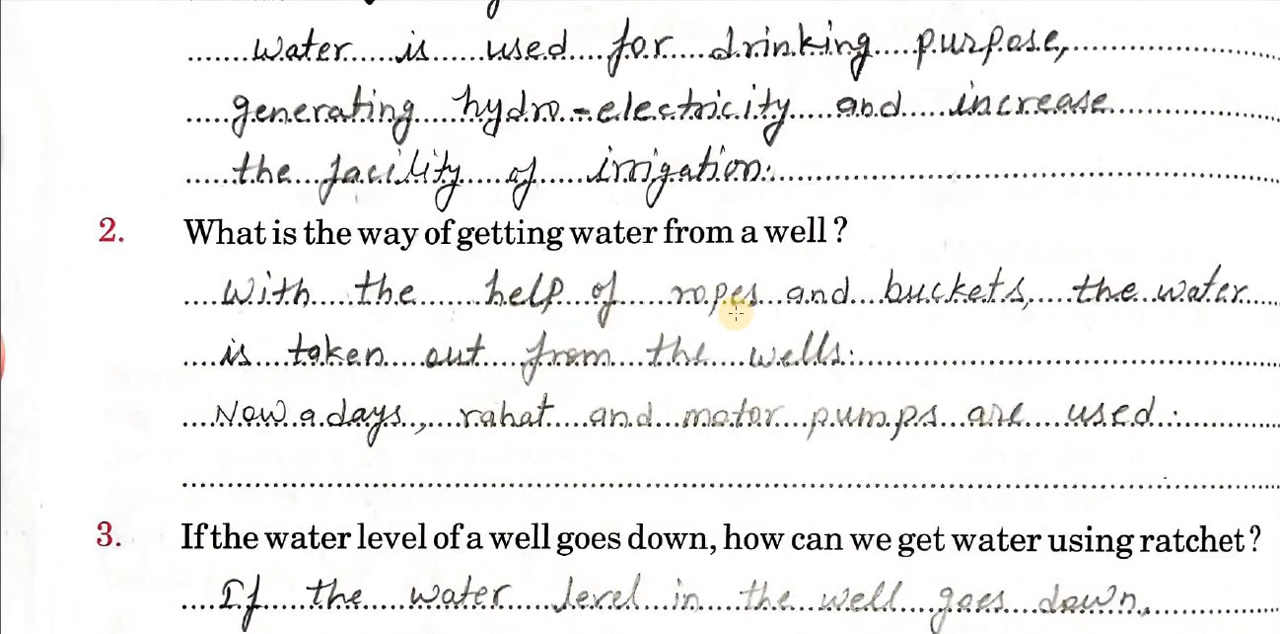 Water is used for drinking purpose,
generating hydro-electricity and increase
the facility of irrigation.
2. What is the way of getting water from a well ?
With the help of ropes and buckets, the water
is taken out from the wells.
Now a days, rahat and motor pumps are used.
3. If the water level of a well goes down, how can we get water using ratchet?
If the water level in the well goes down,